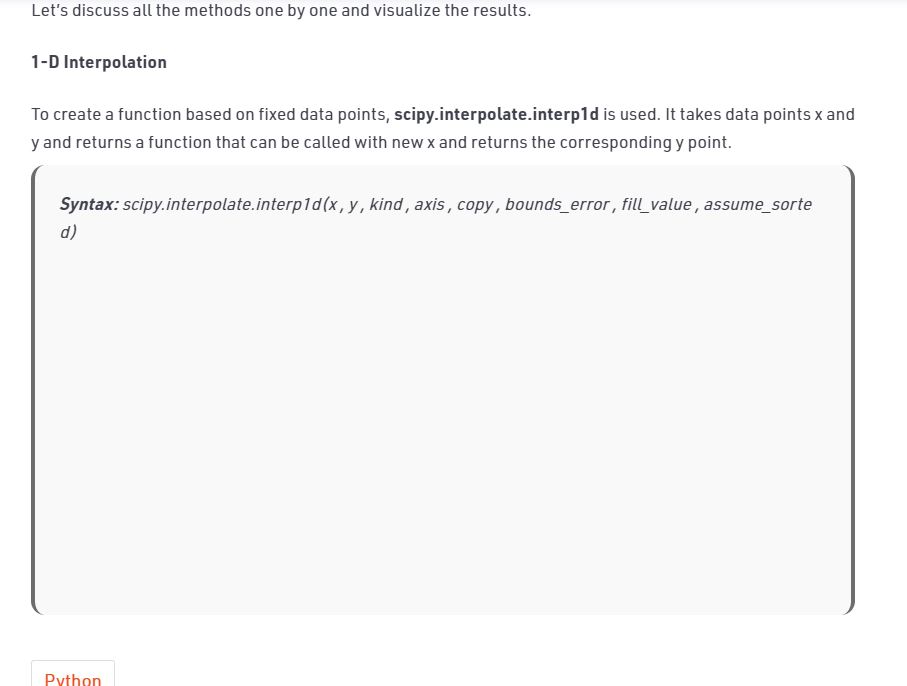 Let's discuss all the methods one by one and visualize the results.
1-D Interpolation
To create a function based on fixed data points, scipy.interpolate.interp1d is used. It takes data points x and
y and returns a function that can be called with new x and returns the corresponding y point.
Syntax: scipy.interpolate.interp1d(x , y , kind , axis , copy , bounds_error , fill_value , assume_sorte
d)
Python